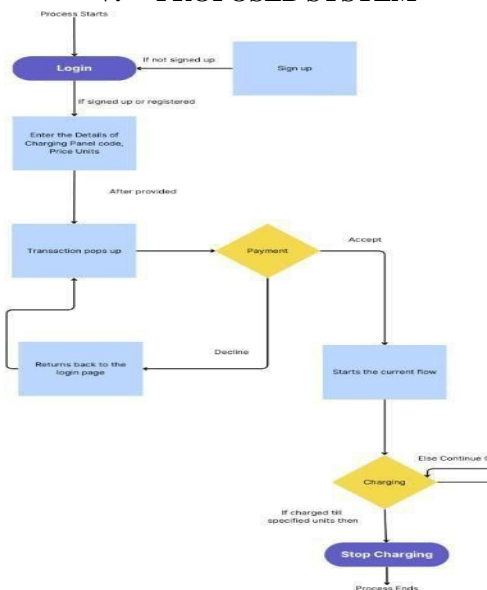 Process Starts
Login
If not signed up
Sign up
If signed up or registered
Enter the Details of
Charging Panel code,
Price Units
After provided
Transaction pops up
Payment
Accept
Decline
Returns back to the
login page
Starts the current flow
Else Continue
Charging
If charged till
specified units then
Stop Charging
Process Ends